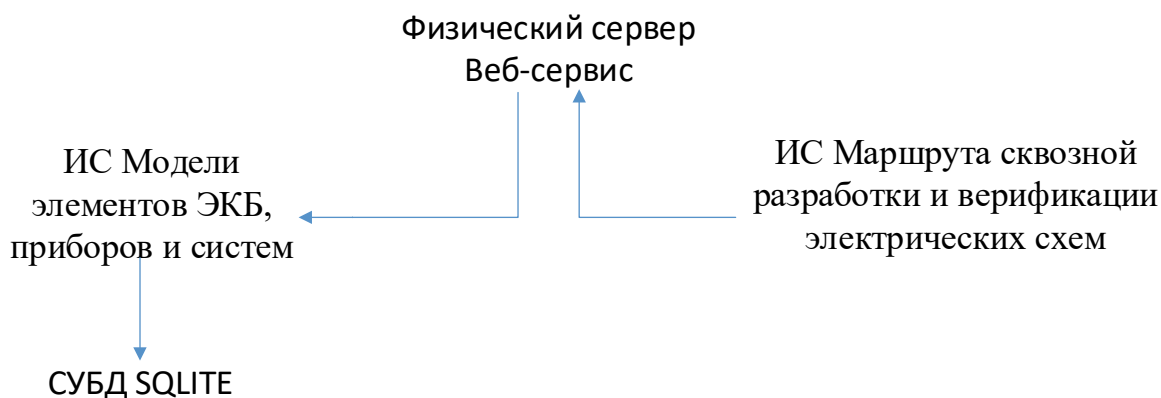 Физический сервер
Веб-сервис
ИС Модели
элементов ЭКБ,
приборов и систем
ИС Маршрута сквозной
разработки и верификации
электрических схем
СУБД SQLITE